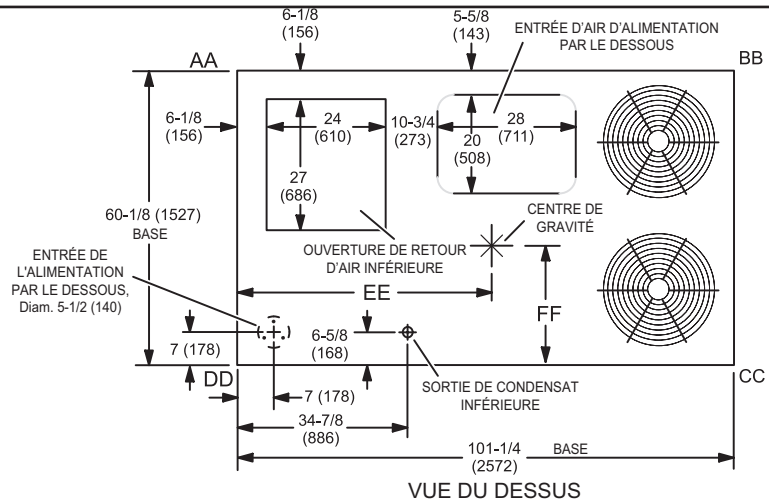 6-1/8
(156)
5-5/8
(143)
ENTRÉE D'AIR D'ALIMENTATION
PAR LE DESSOUS
AA
BB
6-1/8
(156)
24
(610)
10-3/4
(273)
28
(711)
20
(508)
27
(686)
60-1/8 (1527)
BASE
CENTRE DE
GRAVITÉ
OUVERTURE DE RETOUR
D'AIR INFÉRIEURE
ENTRÉE DE
L'ALIMENTATION
PAR LE DESSOUS,
Diam. 5-1/2 (140)
EE
FF
7 (178)
6-5/8
(168)
DD
CC
7 (178)
SORTIE DE CONDENSAT
INFÉRIEURE
34-7/8
(886)
101-1/4
(2572)
BASE
VUE DU DESSUS